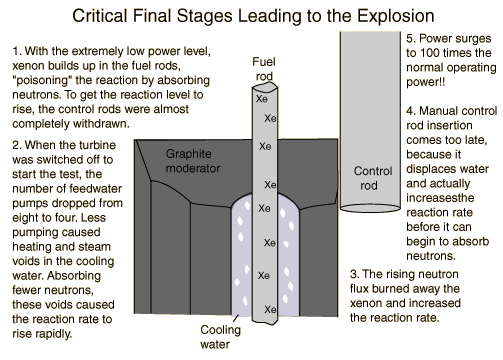 Critical Final Stages Leading to the Explosion
1. With the extremely low power level,
xenon builds up in the fuel rods,
"poisoning" the reaction by absorbing
neutrons. To get the reaction level to
rise, the control rods were almost
completely withdrawn.
2. When the turbine
was switched off to
start the test, the
number of feedwater
pumps dropped from
eight to four. Less
pumping caused
heating and steam
voids in the cooling
water. Absorbing
fewer neutrons,
these voids caused
the reaction rate to
rise rapidly.
Fuel
rod
Xe
Xe
Xe
Xe
Xe
Xe
Xe
Xe
Graphite
moderator
Cooling
water
Control
rod
5. Power surges
to 100 times the
normal operating
power!!
4. Manual control
rod insertion
comes too late,
because it
displaces water
and actually
increasesthe
reaction rate
before it can
begin to absorb
neutrons.
3. The rising neutron
flux burned away the
xenon and increased
the reaction rate.